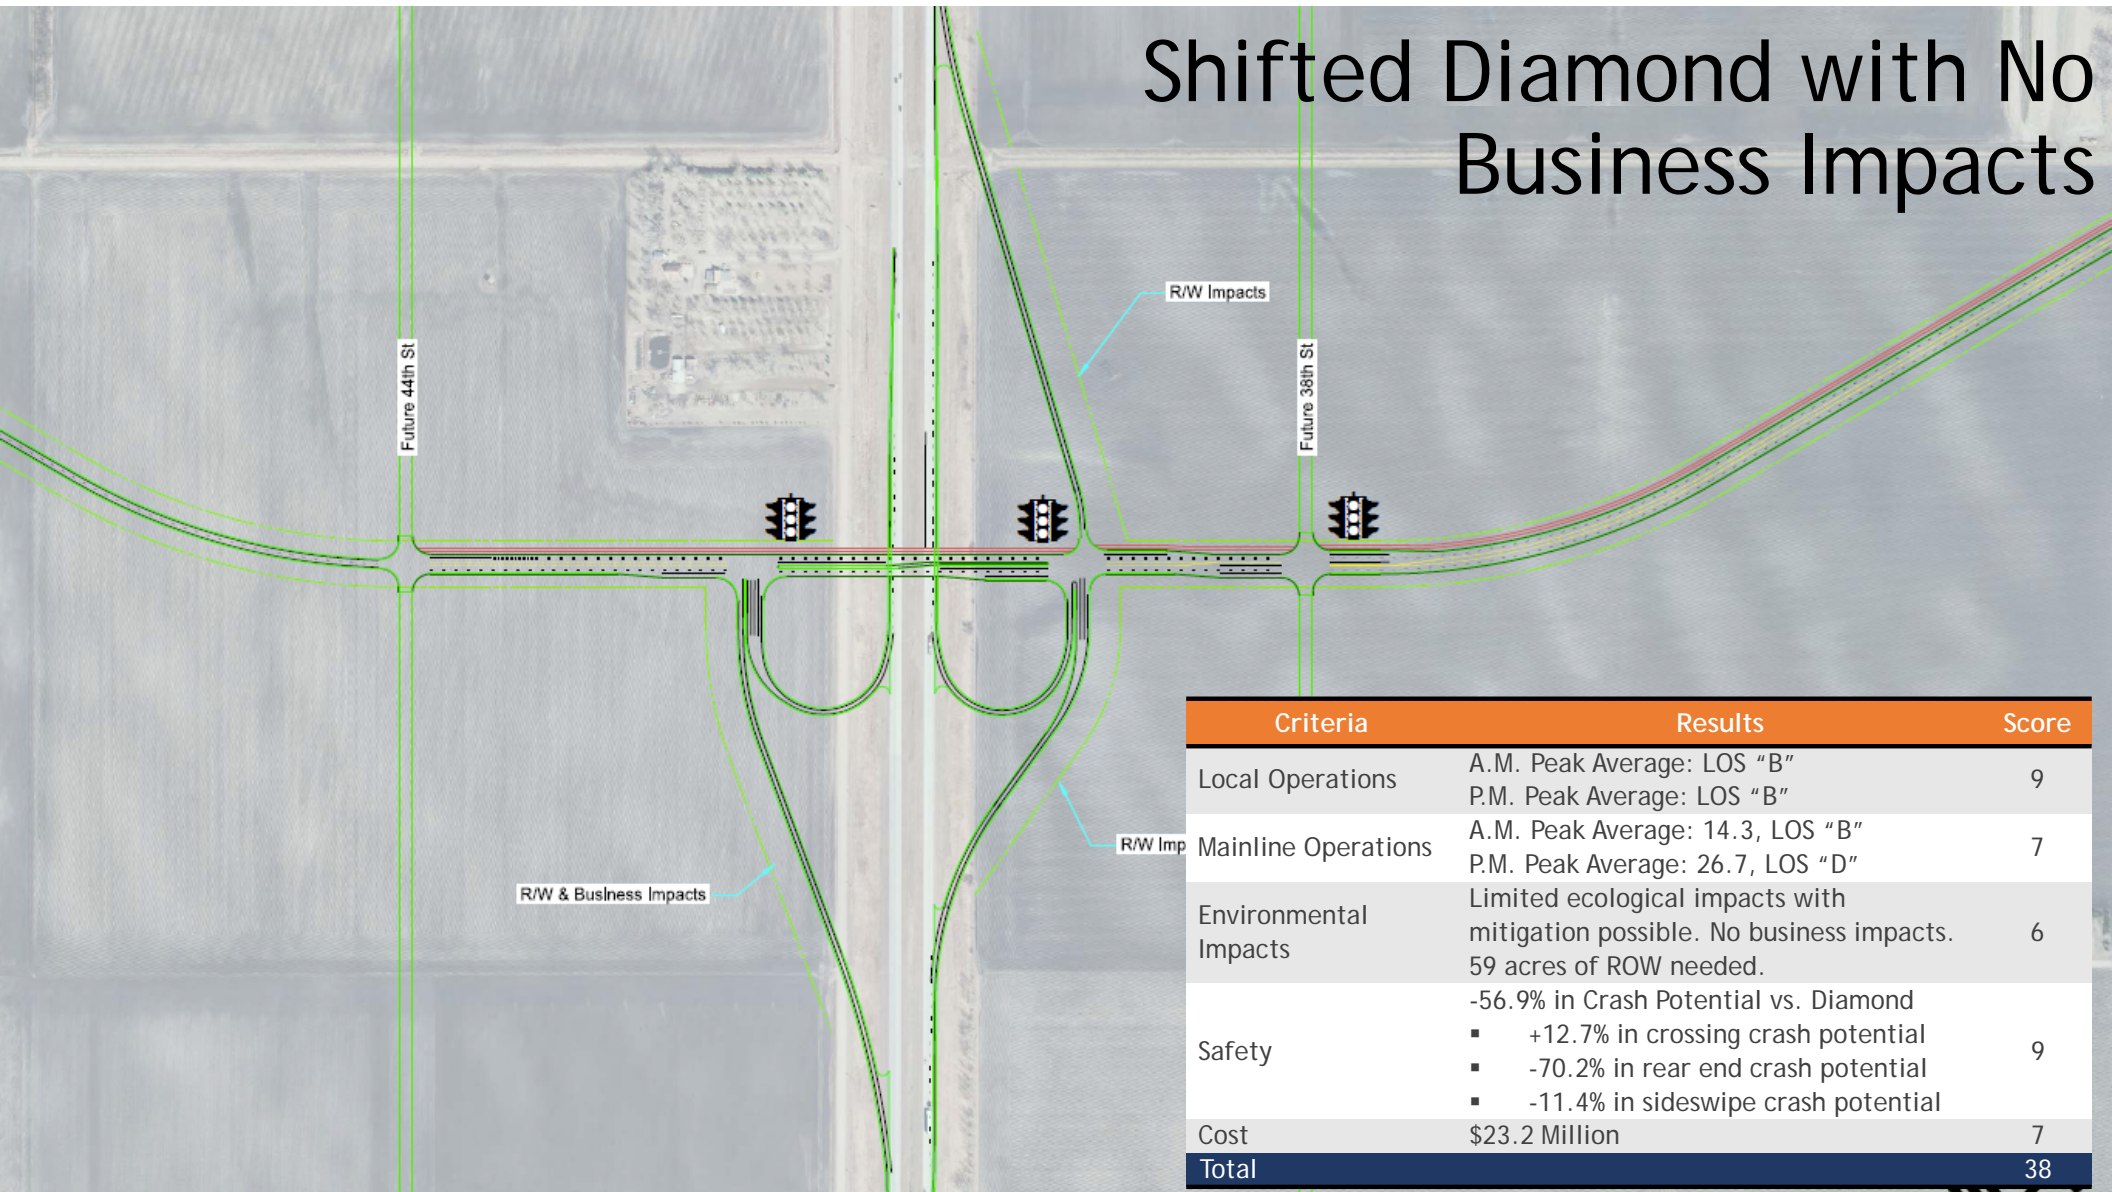 Shifted Diamond with No
Business Impacts
R/W Impacts
Future 44th St
Future 38th St
R/W Imp
R/W & Business Impacts
Criteria Results Score
Local Operations
A.M. Peak Average: LOS “B”
P.M. Peak Average: LOS “B”
9
Mainline Operations
A.M. Peak Average: 14.3, LOS “B”
P.M. Peak Average: 26.7, LOS “D”
7
Environmental
Impacts
Limited ecological impacts with
mitigation possible. No business impacts.
59 acres of ROW needed.
6
Safety
-56.9% in Crash Potential vs. Diamond
▪ +12.7% in crossing crash potential
▪ -70.2% in rear end crash potential
▪ -11.4% in sideswipe crash potential
9
Cost $23.2 Million 7
Total 38